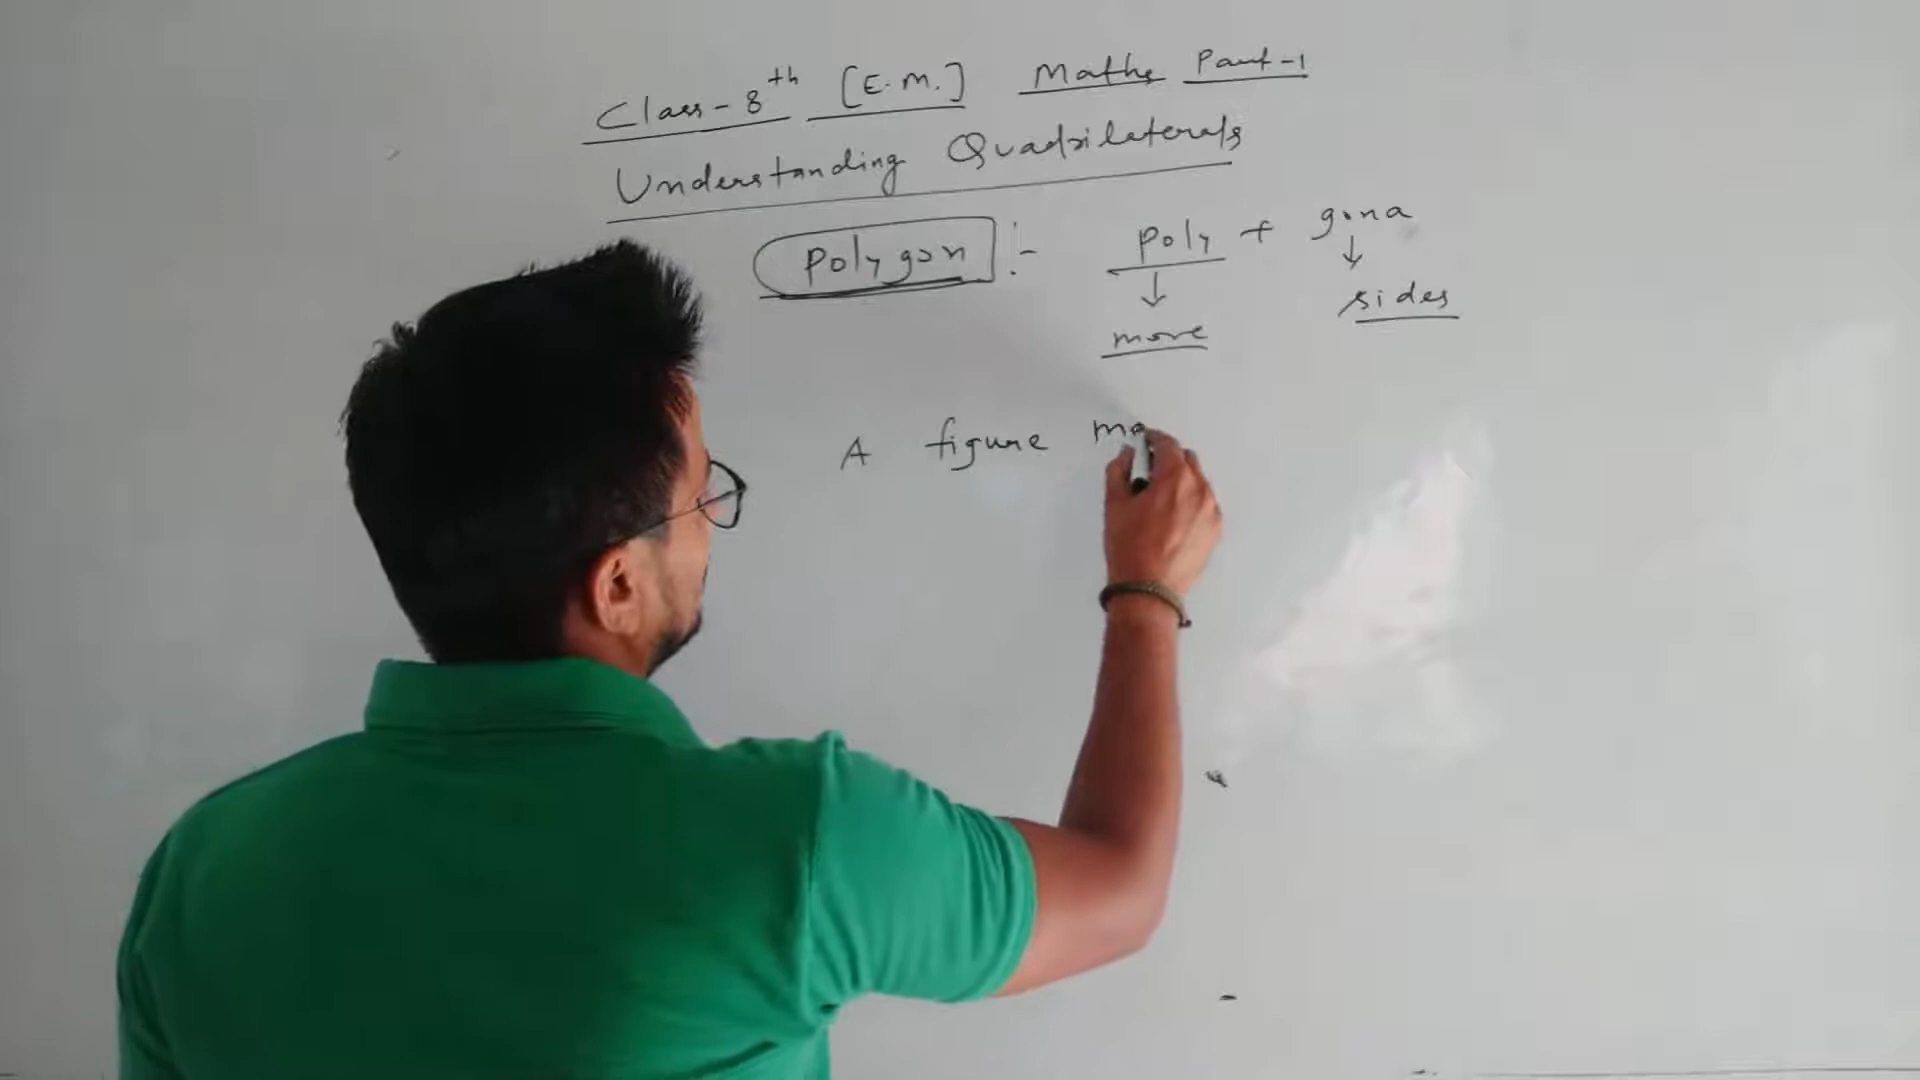 Class-8th [E.M.] Maths Part-1
Understanding Quadrilaterals
Polygon :- poly + gona
↓ ↓
more sides
A figure ma